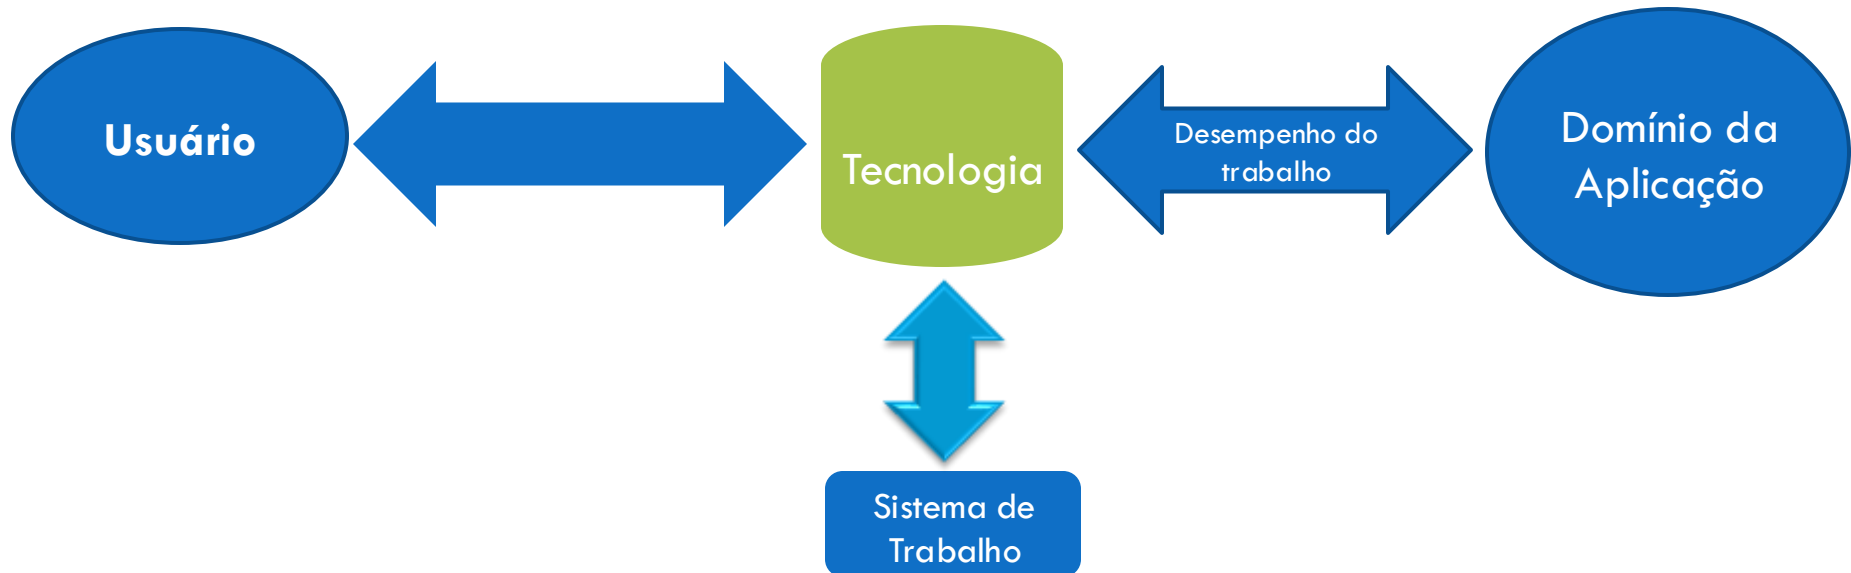 Usuário
Tecnologia
Desempenho do
trabalho
Domínio da
Aplicação
Sistema de
Trabalho